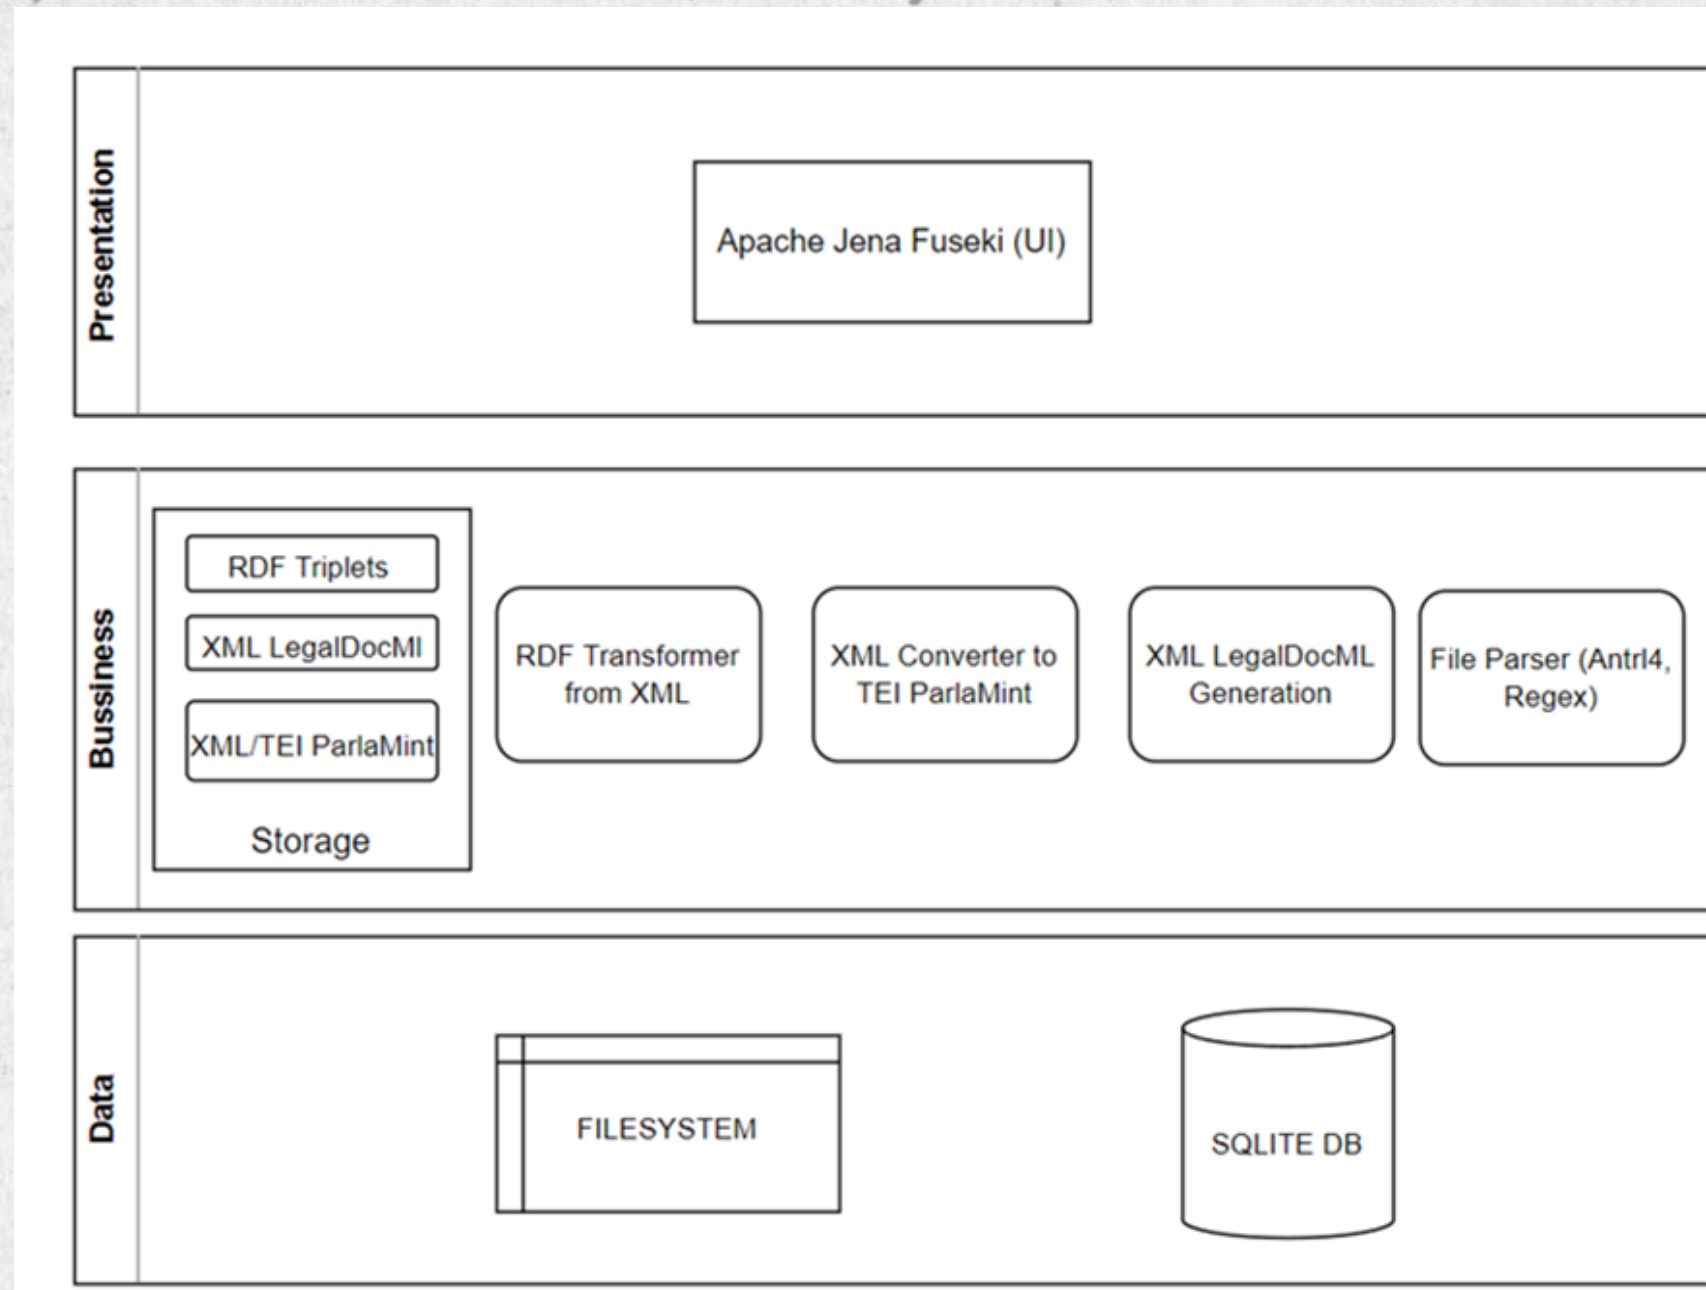 Presentation
Apache Jena Fuseki (UI)
Bussiness
RDF Triplets
XML LegalDocMl
XML/TEI ParlaMint
Storage
RDF Transformer
from XML
XML Converter to
TEI ParlaMint
XML LegalDocML
Generation
File Parser (Antrl4,
Regex)
Data
FILESYSTEM
SQLITE DB